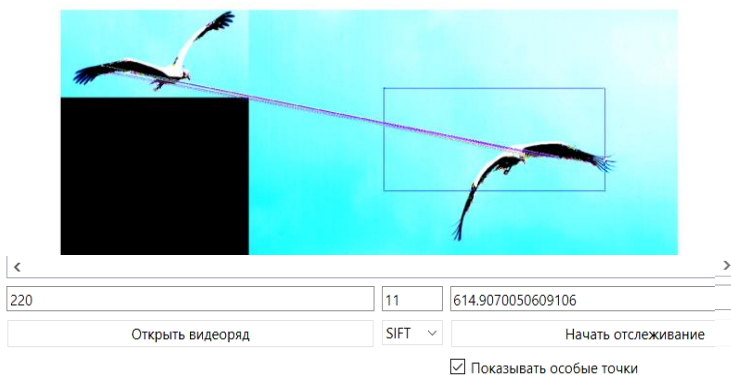 220 11 614.9070050609106
Открыть видеоряд SIFT Начать отслеживание
Показывать особые точки